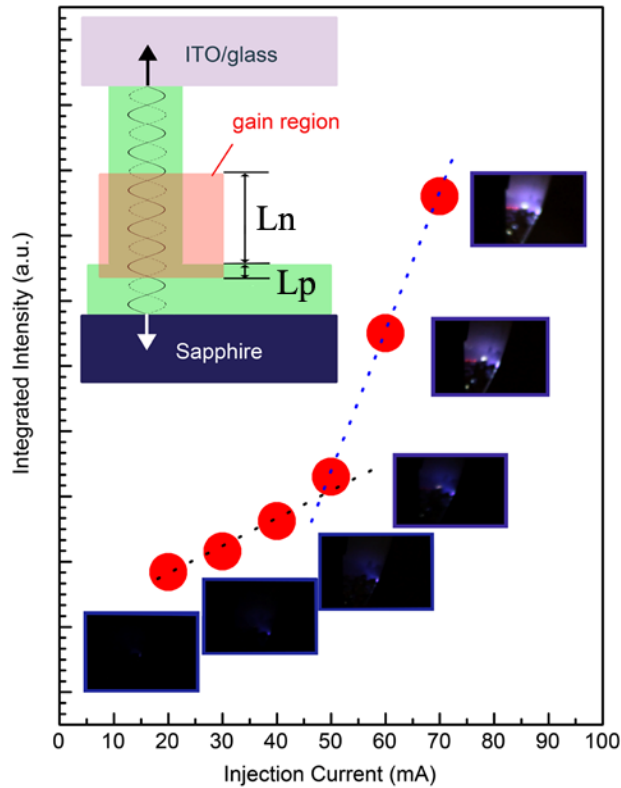 ITO/glass
gain region
Ln
Lp
Sapphire
Integrated Intensity (a.u.)
0 10 20 30 40 50 60 70 80 90 100
Injection Current (mA)